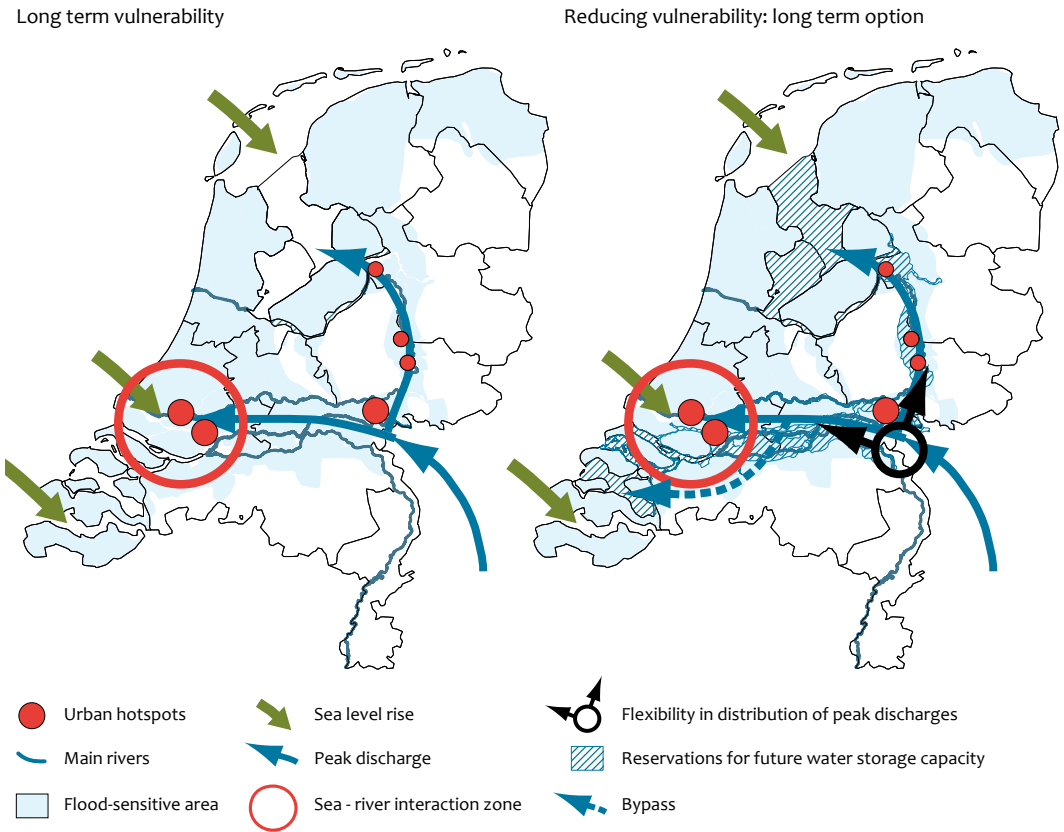 Long term vulnerability
Reducing vulnerability: long term option
Urban hotspots
Sea level rise
Flexibility in distribution of peak discharges
Main rivers
Peak discharge
Reservations for future water storage capacity
Flood-sensitive area
Sea - river interaction zone
Bypass